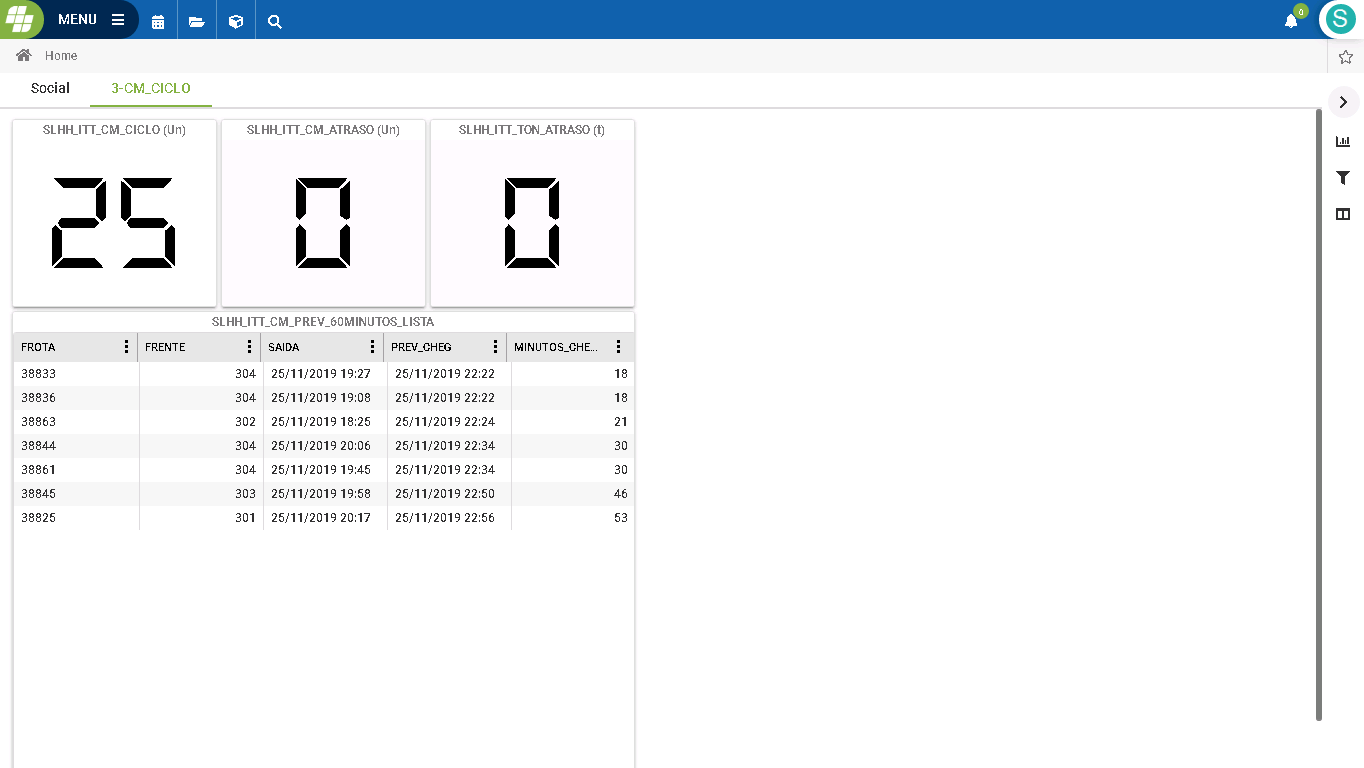 MENU
0
S
Home
Social 3-CM_CICLO
SLHH_ITT_CM_CICLO (Un) SLHH_ITT_CM_ATRASO (Un) SLHH_ITT_TON_ATRASO (t)
25 0 0
SLHH_ITT_CM_PREV_60MINUTOS_LISTA
FROTA FRENTE SAIDA PREV_CHEG MINUTOS_CHE...
38833 304 25/11/2019 19:27 25/11/2019 22:22 18
38836 304 25/11/2019 19:08 25/11/2019 22:22 18
38863 302 25/11/2019 18:25 25/11/2019 22:24 21
38844 304 25/11/2019 20:06 25/11/2019 22:34 30
38861 304 25/11/2019 19:45 25/11/2019 22:34 30
38845 303 25/11/2019 19:58 25/11/2019 22:50 46
38825 301 25/11/2019 20:17 25/11/2019 22:56 53